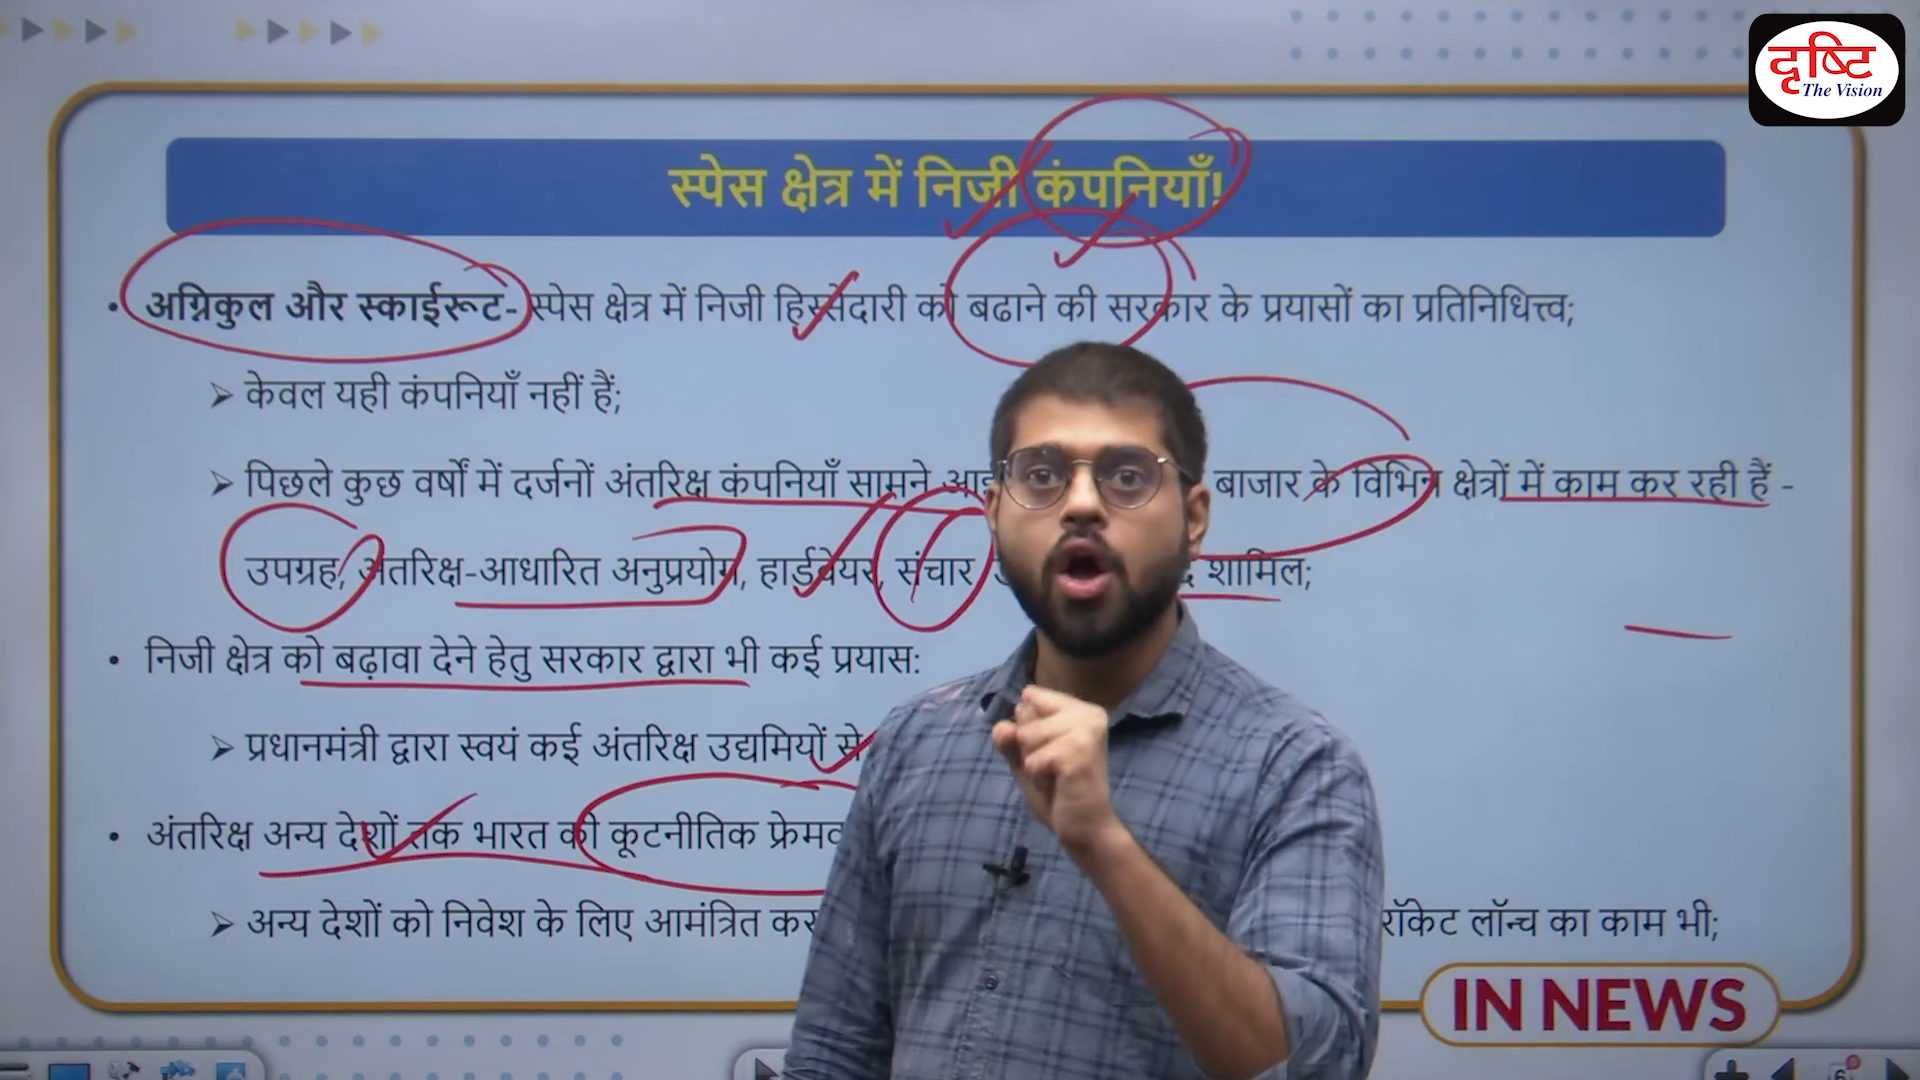 दृष्टि
The Vision
स्पेस क्षेत्र में निजी कंपनियाँ!
• अग्निकुल और स्काईरूट- स्पेस क्षेत्र में निजी हिस्सेदारी को बढाने की सरकार के प्रयासों का प्रतिनिधित्त्व;
➢ केवल यही कंपनियाँ नहीं हैं;
➢ पिछले कुछ वर्षों में दर्जनों अंतरिक्ष कंपनियाँ सामने बाजार के विभिन्न क्षेत्रों में काम कर रही हैं -
उपग्रह, अंतरिक्ष-आधारित अनुप्रयोग, हार्डवेयर, संचार शामिल;
• निजी क्षेत्र को बढ़ावा देने हेतु सरकार द्वारा भी कई प्रयास:
➢ प्रधानमंत्री द्वारा स्वयं कई अंतरिक्ष उद्यमियों से
• अंतरिक्ष अन्य देशों तक भारत की कूटनीतिक
➢ अन्य देशों को निवेश के लिए आमंत्रित रॉकेट लॉन्च का काम भी;
IN NEWS